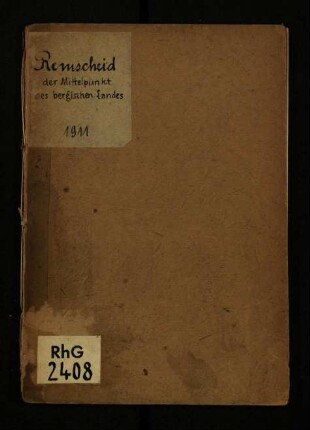 Remscheid
der Mittelpunkt
des bergischen Landes
1911
RhG
2408